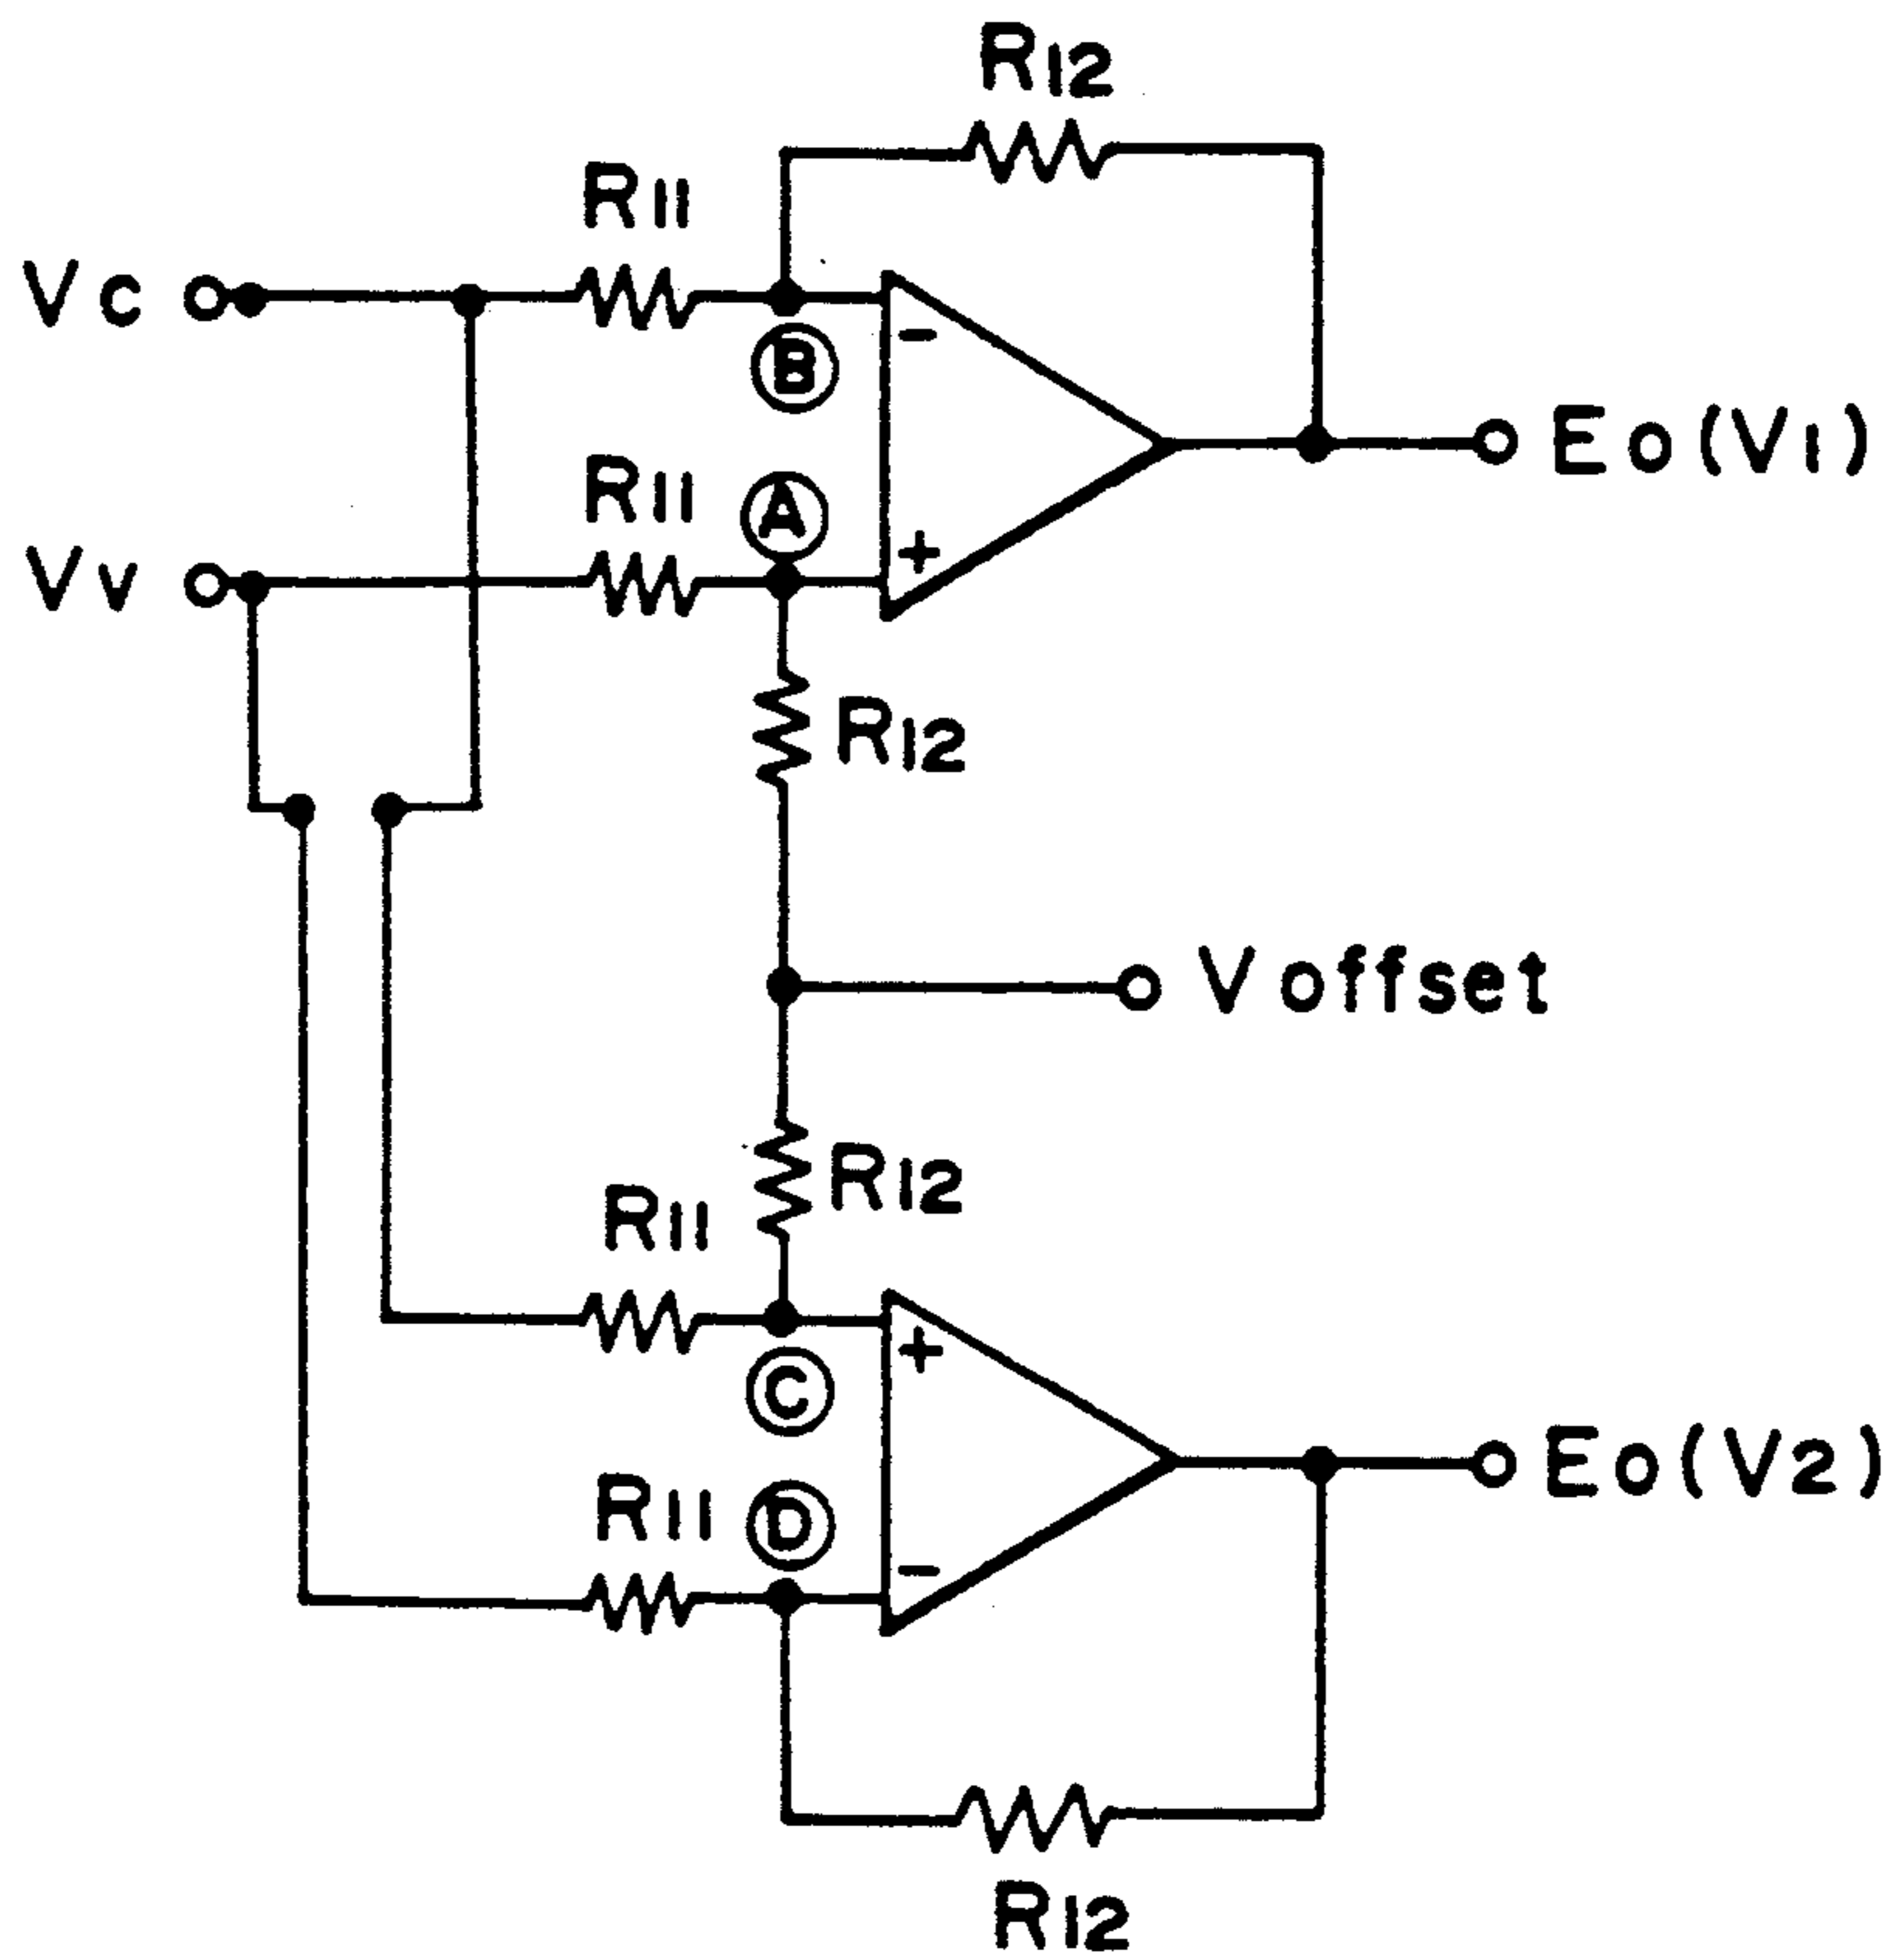 R12
R11
Vc
B
Eo(V1)
R11
A
Vv
R12
Voffset
R12
R11
C
Eo(V2)
R11
D
R12